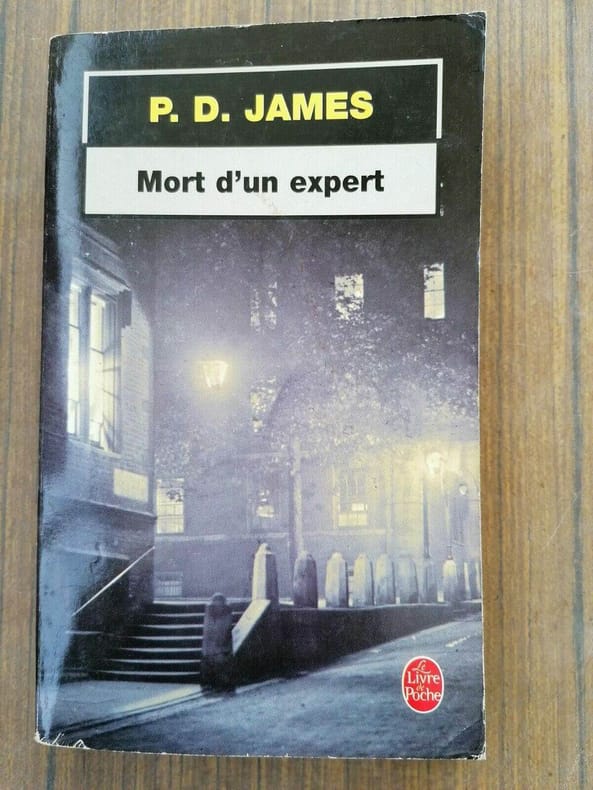 P. D. JAMES
Mort d'un expert
Le
Livre
de
Poche